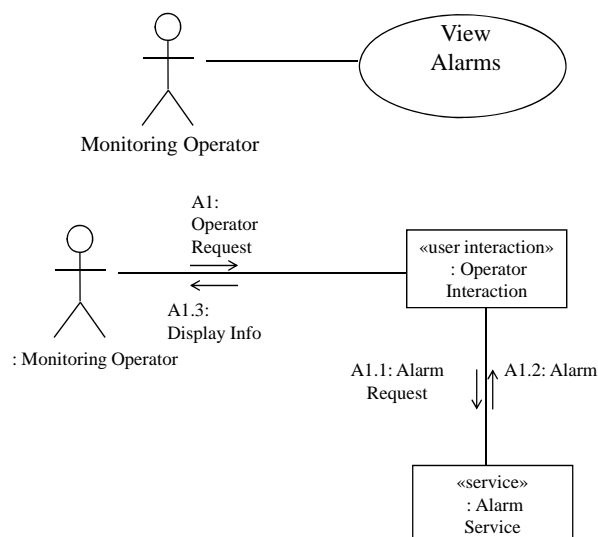 View
Alarms
Monitoring Operator
A1:
Operator
Request
«user interaction»
: Operator
Interaction
A1.3:
Display Info
: Monitoring Operator
A1.1: Alarm
Request
A1.2: Alarm
«service»
: Alarm
Service